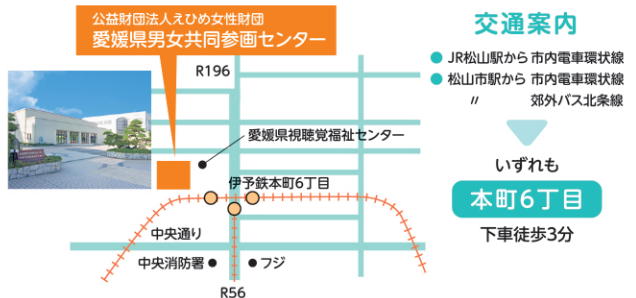 公益財団法人えひめ女性財団
愛媛県男女共同参画センター
R196
愛媛県視聴覚福祉センター
伊予鉄本町6丁目
中央通り
中央消防署
フジ
R56
交通案内
JR松山駅から 市内電車環状線
松山市駅から 市内電車環状線
〃 郊外バス北条線
いずれも
本町6丁目
下車徒歩3分